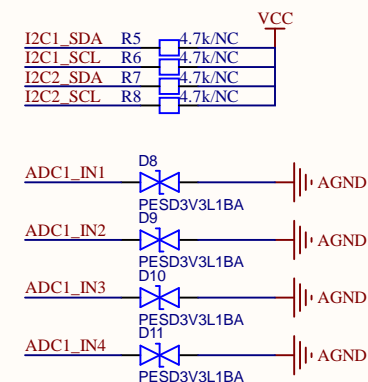 VCC
I2C1_SDA R5 4.7k/NC
I2C1_SCL R6 4.7k/NC
I2C2_SDA R7 4.7k/NC
I2C2_SCL R8 4.7k/NC
D8
ADC1_IN1 AGND
PESD3V3L1BA
D9
ADC1_IN2 AGND
PESD3V3L1BA
D10
ADC1_IN3 AGND
PESD3V3L1BA
D11
ADC1_IN4 AGND
PESD3V3L1BA